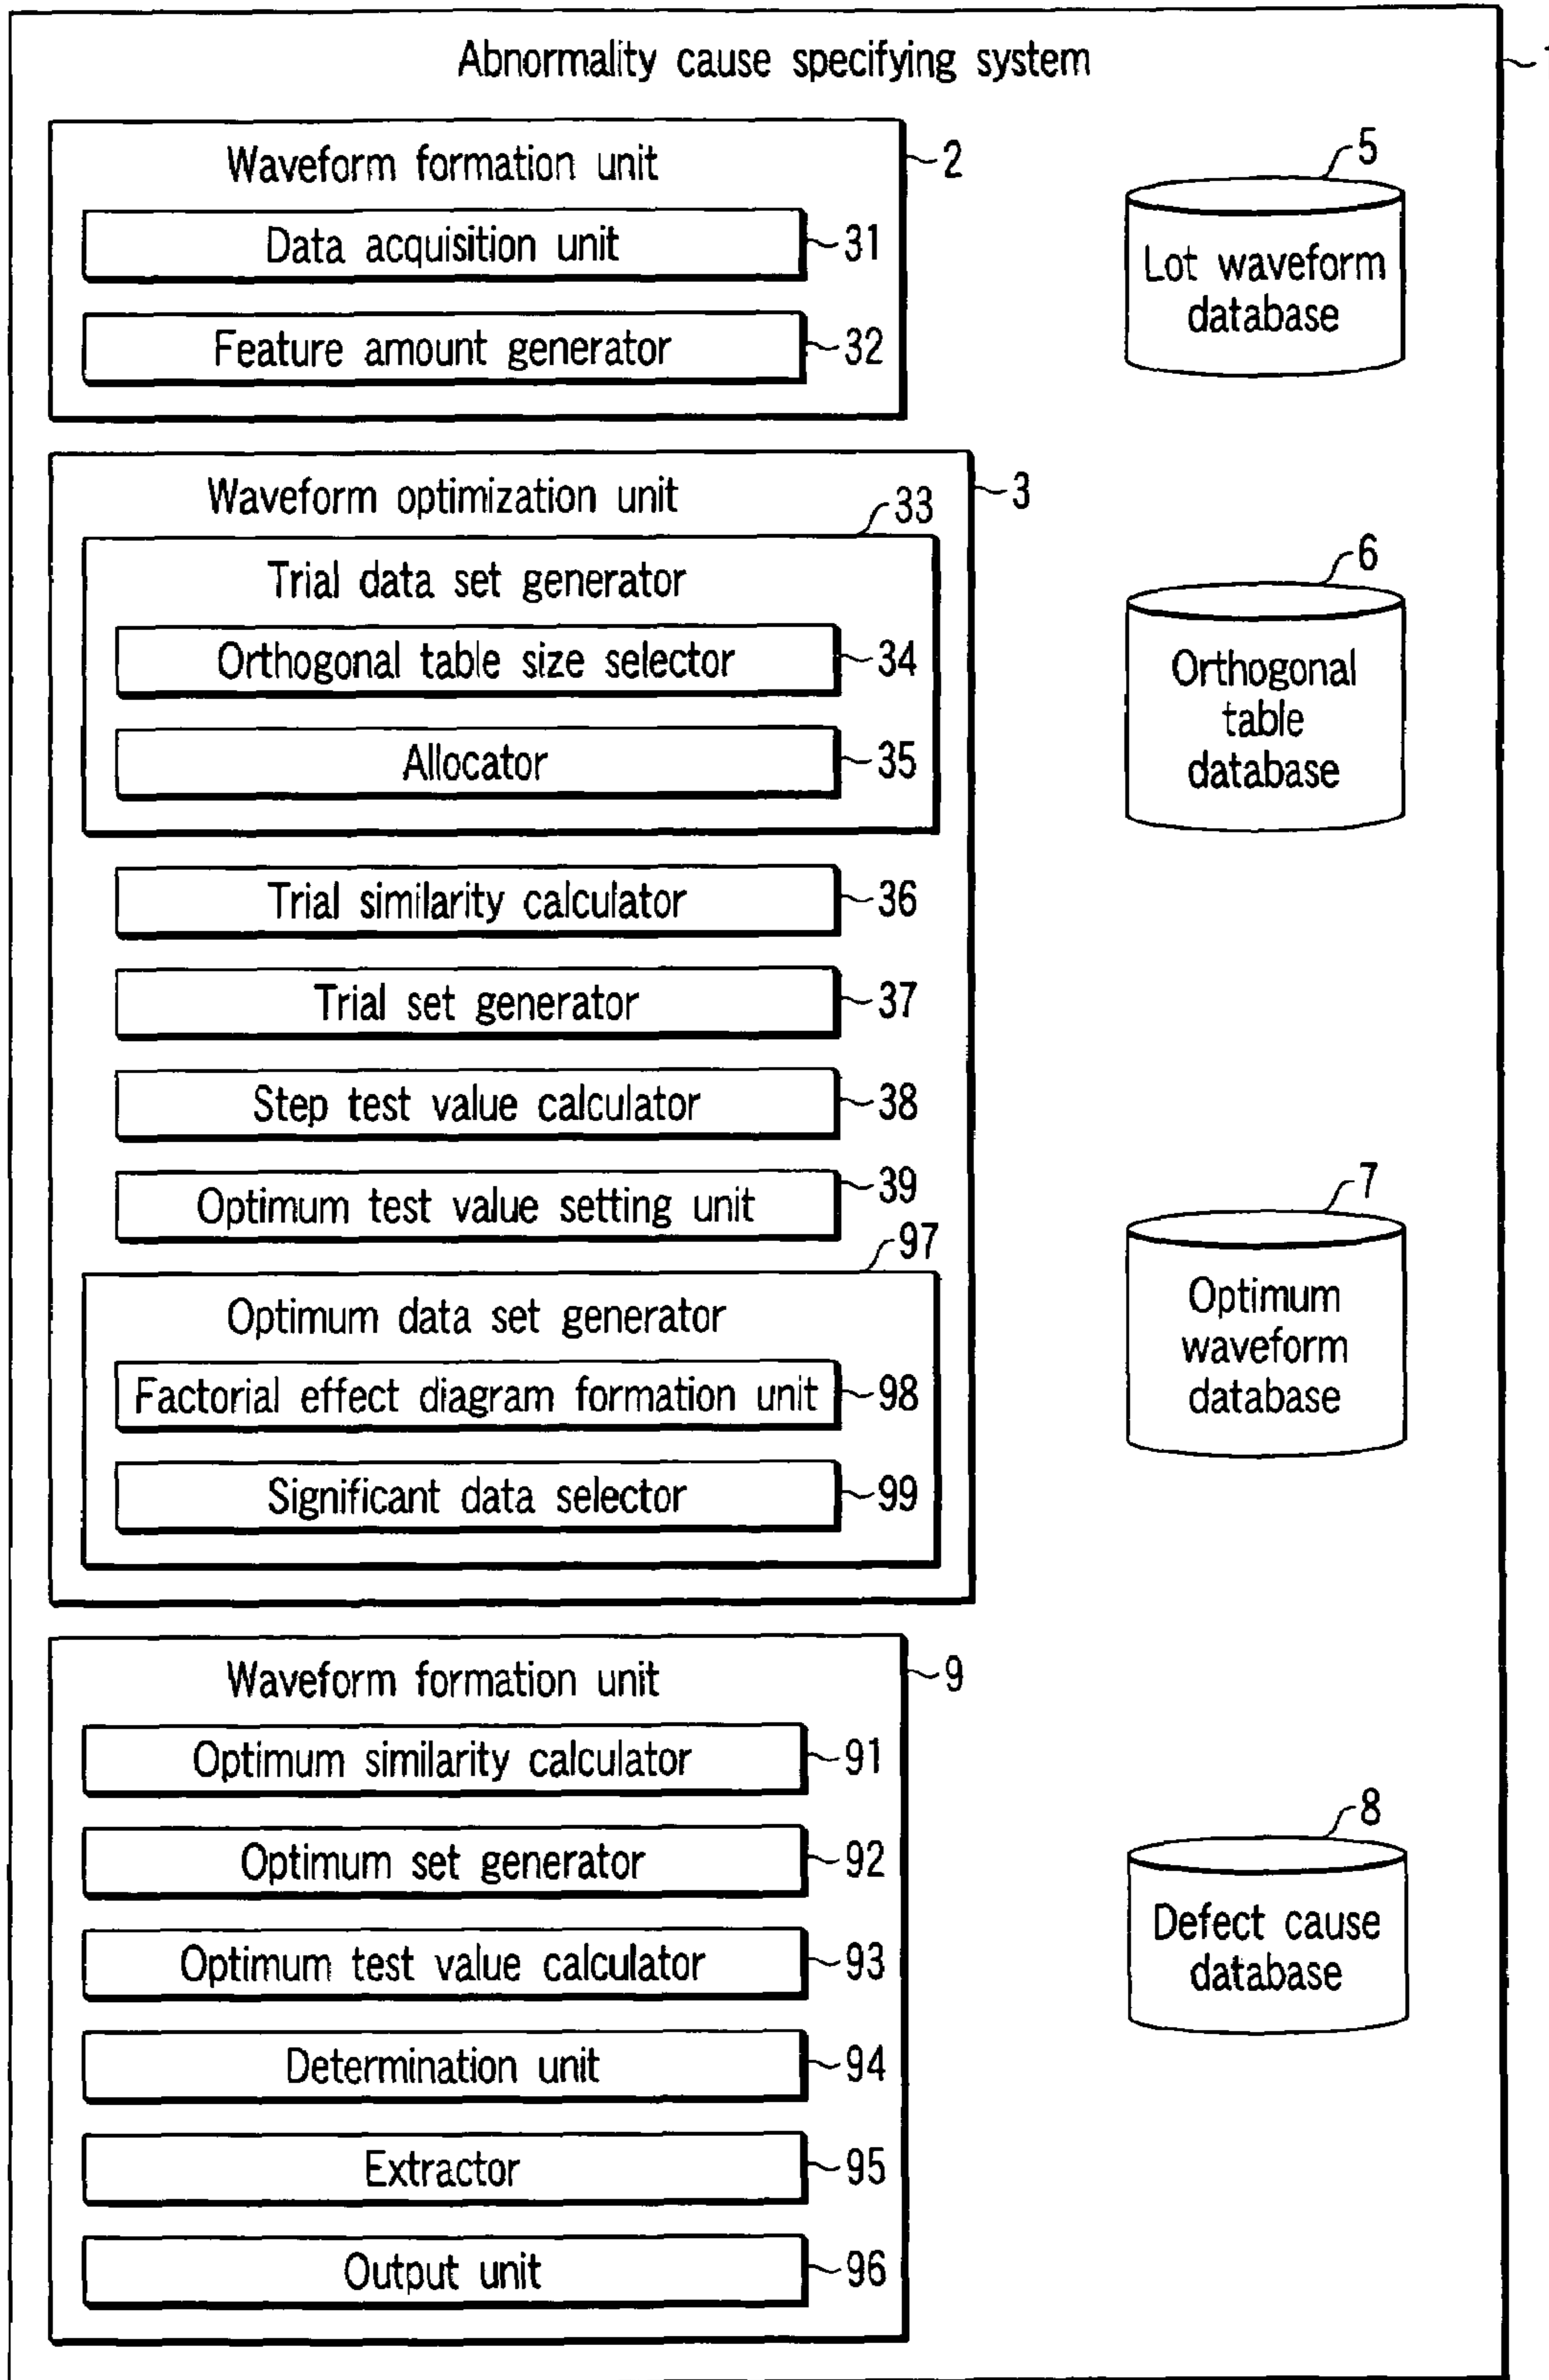 Abnormality cause specifying system
Waveform formation unit
2
Data acquisition unit
31
Feature amount generator
32
5
Lot waveform
database
Waveform optimization unit
3
33
Trial data set generator
Orthogonal table size selector
34
Allocator
35
6
Orthogonal
table
database
Trial similarity calculator
36
Trial set generator
37
Step test value calculator
38
Optimum test value setting unit
39
97
Optimum data set generator
Factorial effect diagram formation unit
98
Significant data selector
99
7
Optimum
waveform
database
Waveform formation unit
9
Optimum similarity calculator
91
Optimum set generator
92
Optimum test value calculator
93
Determination unit
94
Extractor
95
Output unit
96
8
Defect cause
database